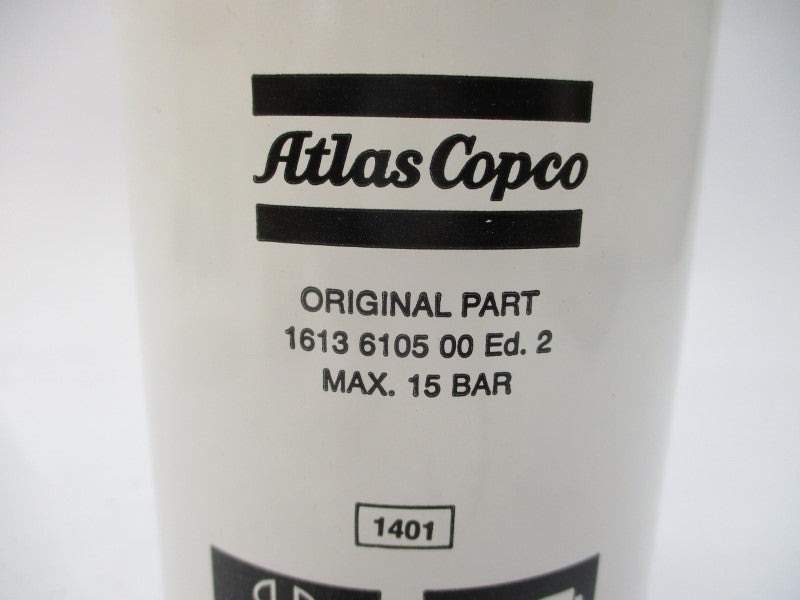 Atlas Copco
ORIGINAL PART
1613 6105 00 Ed. 2
MAX. 15 BAR
1401